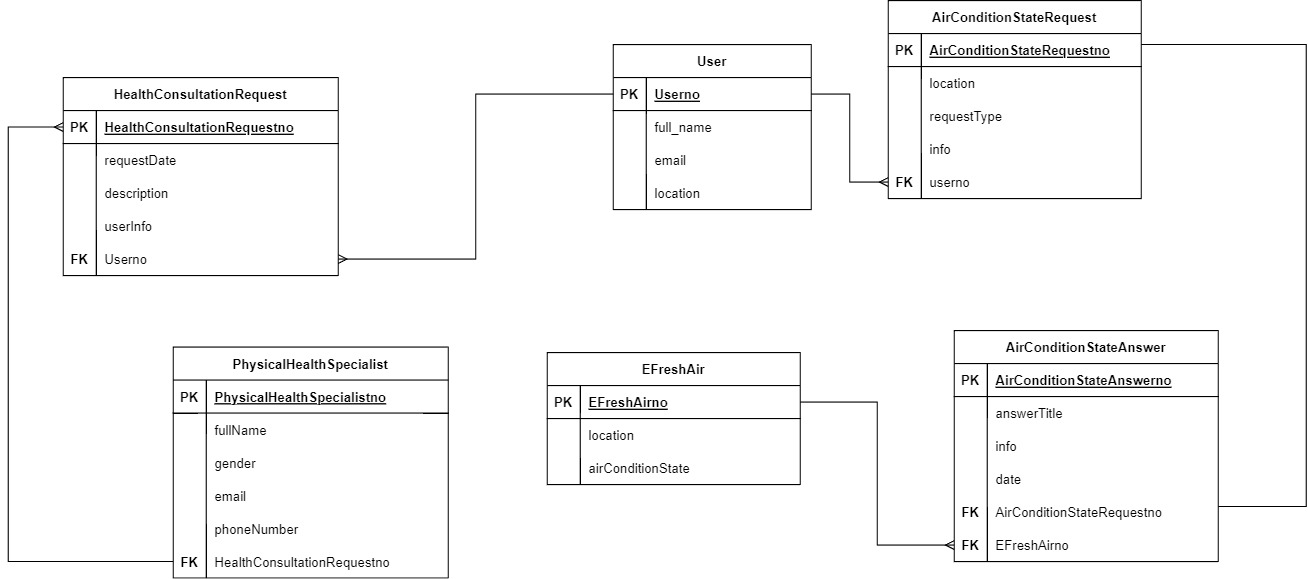 HealthConsultationRequest
PK HealthConsultationRequestno
requestDate
description
userInfo
FK Userno
User
PK Userno
full_name
email
location
AirConditionStateRequest
PK AirConditionStateRequestno
location
requestType
info
FK userno
PhysicalHealthSpecialist
PK PhysicalHealthSpecialistno
fullName
gender
email
phoneNumber
FK HealthConsultationRequestno
EFreshAir
PK EFreshAirno
location
airConditionState
AirConditionStateAnswer
PK AirConditionStateAnswerno
answerTitle
info
date
FK AirConditionStateRequestno
FK EFreshAirno